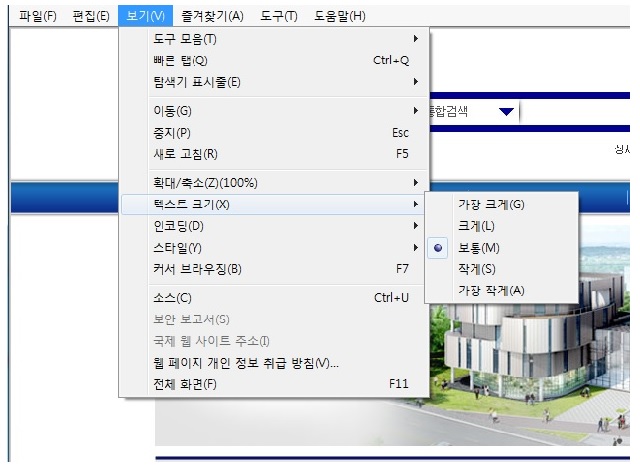 파일(F) 편집(E) 보기(V) 즐겨찾기(A) 도구(T) 도움말(H)
도구 모음(T)
빠른 탭(Q) Ctrl+Q
탐색기 표시줄(E)
이동(G)
중지(P) Esc
새로 고침(R) F5
확대/축소(Z)(100%)
텍스트 크기(X)
인코딩(D)
스타일(Y)
커서 브라우징(B) F7
소스(C) Ctrl+U
보안 보고서(S)
국제 웹 사이트 주소(I)
웹 페이지 개인 정보 취급 방침(V)...
전체 화면(F) F11
가장 크게(G)
크게(L)
보통(M)
작게(S)
가장 작게(A)
통합검색